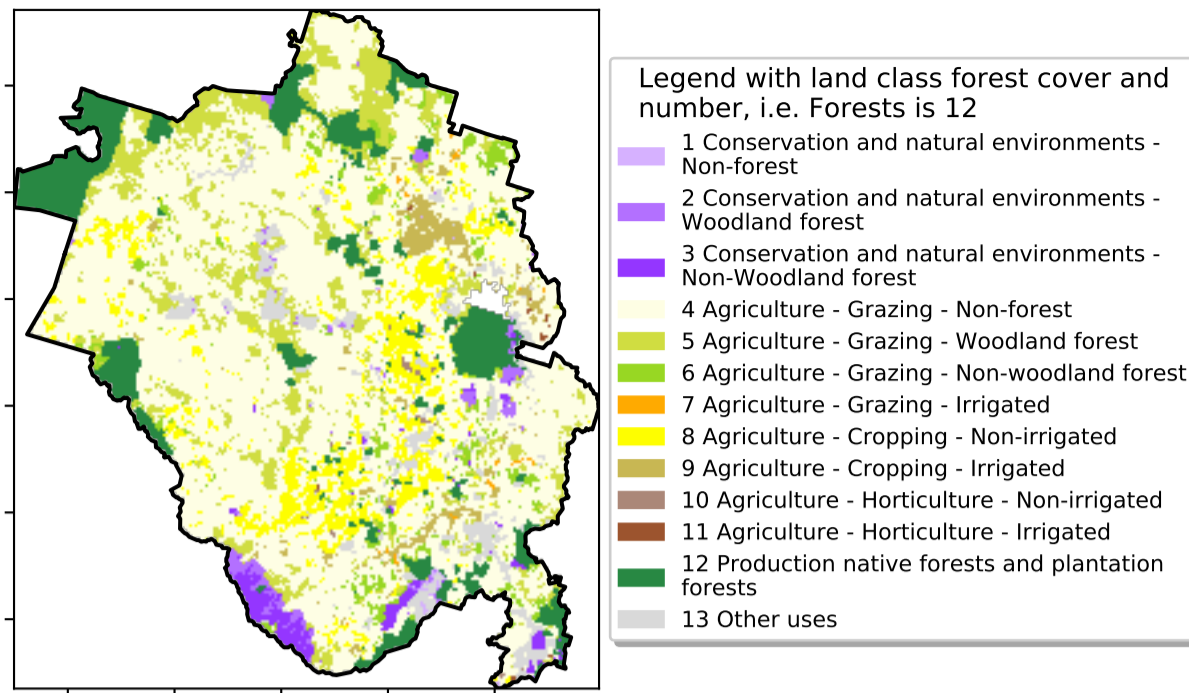 Legend with land class forest cover and
number, i.e. Forests is 12
1 Conservation and natural environments -
Non-forest
2 Conservation and natural environments -
Woodland forest
3 Conservation and natural environments -
Non-Woodland forest
4 Agriculture - Grazing - Non-forest
5 Agriculture - Grazing - Woodland forest
6 Agriculture - Grazing - Non-woodland forest
7 Agriculture - Grazing - Irrigated
8 Agriculture - Cropping - Non-irrigated
9 Agriculture - Cropping - Irrigated
10 Agriculture - Horticulture - Non-irrigated
11 Agriculture - Horticulture - Irrigated
12 Production native forests and plantation
forests
13 Other uses